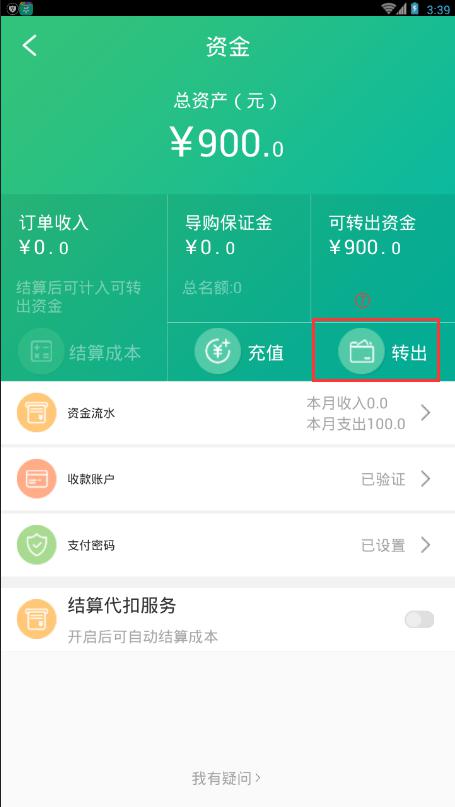 3:39
资金
总资产（元）
¥900.0
订单收入
¥0.0
结算后可计入可转
出资金
结算成本
导购保证金
¥0.0
总名额:0
充值
可转出资金
¥900.0
①
转出
资金流水
本月收入0.0
本月支出100.0
收款账户
已验证
支付密码
已设置
结算代扣服务
开启后可自动结算成本
我有疑问